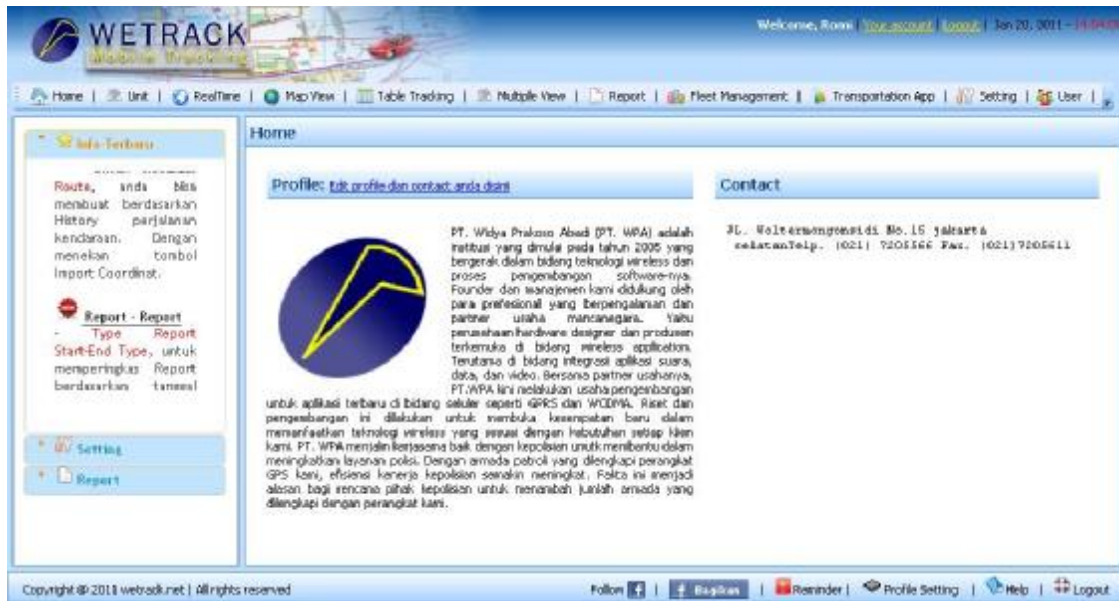 WETRACK
Mobile Tracking
Welcome, Romi | Your account | Logout | Jan 20, 2011 -
Home | Unit | RealTime | Map View | Table Tracking | Multiple View | Report | Fleet Management | Transportation App | Setting | User |
Info Terbaru
Route, anda bisa
membuat berdasarkan
History perjalanan
kendaraan. Dengan
menekan tombol
Import Coordinat.
Report - Report
- Type Report
Start-End Type, untuk
memperingkas Report
berdasarkan tanggal
Setting
Report
Home
Profile: Edit profile dan contact anda disini
PT. Widya Prakoso Abadi (PT. WPA) adalah
institusi yang dimulai pada tahun 2005 yang
bergerak dalam bidang teknologi wireless dan
proses pengembangan software-nya.
Founder dan manajemen kami didukung oleh
para profesional yang berpengalaman dan
partner usaha mancanegara. Yaitu
perusahaan hardware designer dan produsen
terkemuka di bidang wireless application.
Terutama di bidang integrasi aplikasi suara,
data, dan video. Bersama partner usahanya,
PT.WPA kini melakukan usaha pengembangan
untuk aplikasi terbaru di bidang seluler seperti GPRS dan WCDMA. Riset dan
pengembangan ini dilakukan untuk membuka kesempatan baru dalam
memanfaatkan teknologi wireless yang sesuai dengan kebutuhan setiap klien
kami. PT. WPA menjalin kerjasama baik dengan kepolisian unutk membantu dalam
meningkatkan layanan polisi. Dengan armada patroli yang dilengkapi perangkat
GPS kami, efisiensi kenerja kepolisian semakin meningkat. Fakta ini menjadi
alasan bagi rencana pihak kepolisian untuk menambah jumlah armada yang
dilengkapi dengan perangkat kami.
Contact
JL. Woltermongonsidi No.15 jakarta
selatanTelp. (021) 7205566 Fax. (021)7205611
Copyright @ 2011 wetrack.net | All rights reserved
Follow | Bagikan | Reminder | Profile Setting | Help | Logout